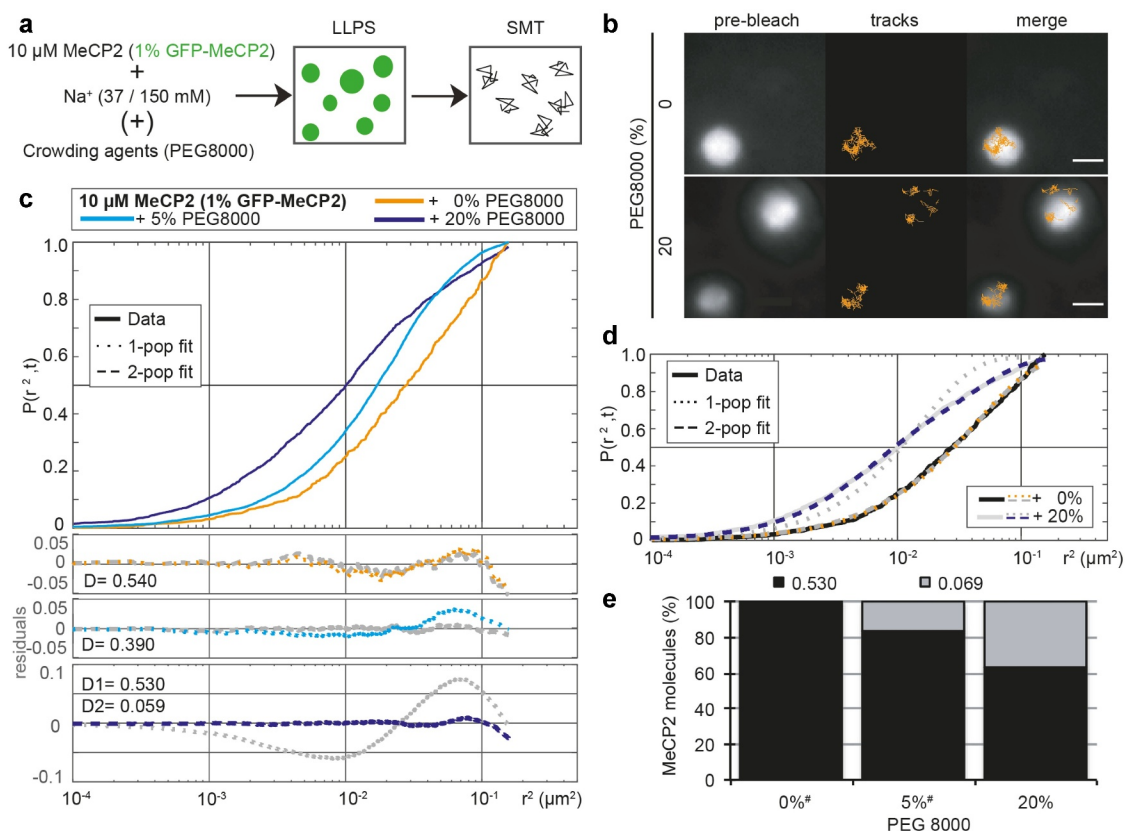 a
10 µM MeCP2 (1% GFP-MeCP2)
+
Na⁺ (37 / 150 mM)
(+)
Crowding agents (PEG8000)
LLPS
SMT
b
pre-bleach
tracks
merge
PEG8000 (%)
0
20
c
10 µM MeCP2 (1% GFP-MeCP2)
+ 0% PEG8000
+ 5% PEG8000
+ 20% PEG8000
P(r²,t)
1.0
0.8
0.6
0.4
0.2
0
Data
1-pop fit
2-pop fit
residuals
0.05
0
-0.05
D= 0.540
0.05
0
-0.05
D= 0.390
0.1
0
-0.1
D1= 0.530
D2= 0.059
10⁻⁴
10⁻³
10⁻²
10⁻¹
r² (µm²)
d
P(r²,t)
1.0
0.8
0.6
0.4
0.2
0
Data
1-pop fit
2-pop fit
+ 0%
+ 20%
10⁻⁴
10⁻³
10⁻²
10⁻¹
r² (µm²)
e
0.530
0.069
MeCP2 molecules (%)
100
80
60
40
20
0
0%#
5%#
20%
PEG 8000